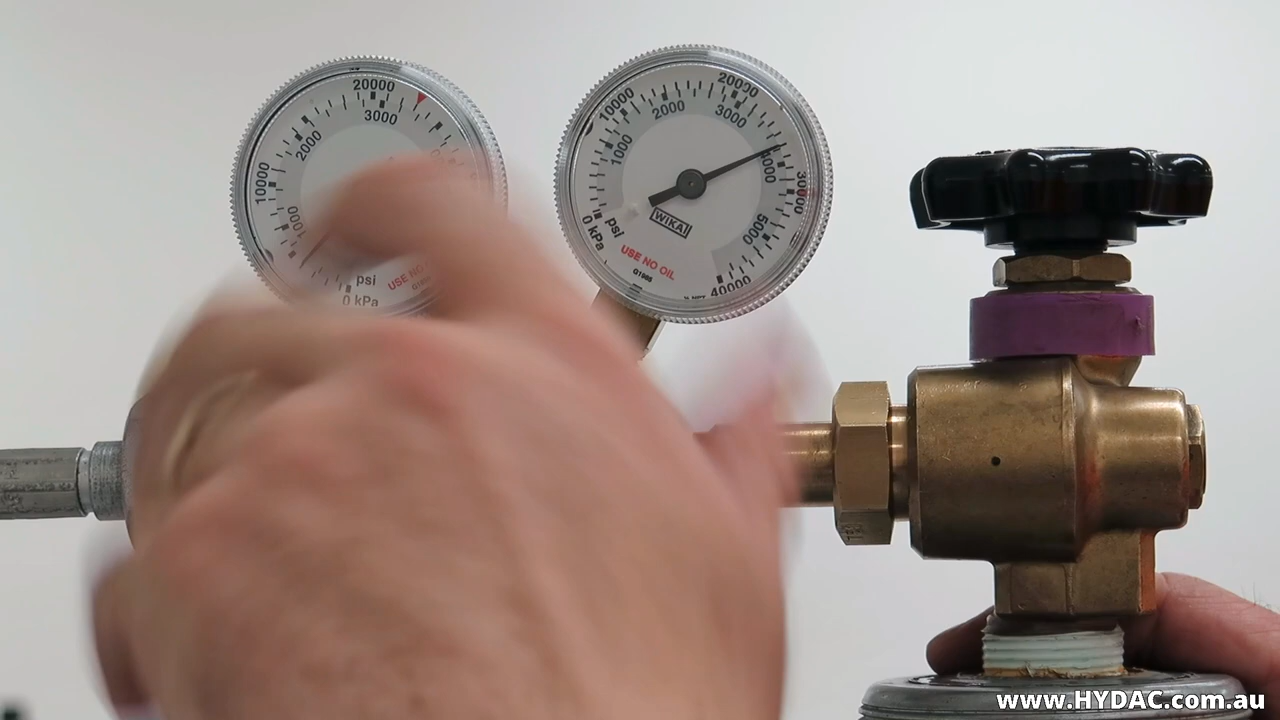 20000
3000
2000
10000
1000
psi
0 kPa
USE NO
20000
10000
2000
3000
1000
4000
30000
5000
psi
0 kPa
WIKA
USE NO OIL
40000
www.HYDAC.com.au